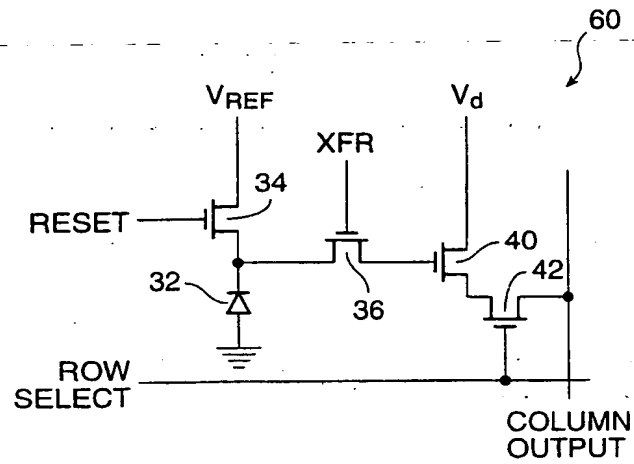 60
VREF
Vd
XFR
34
RESET
40
42
32
36
ROW
SELECT
COLUMN
OUTPUT